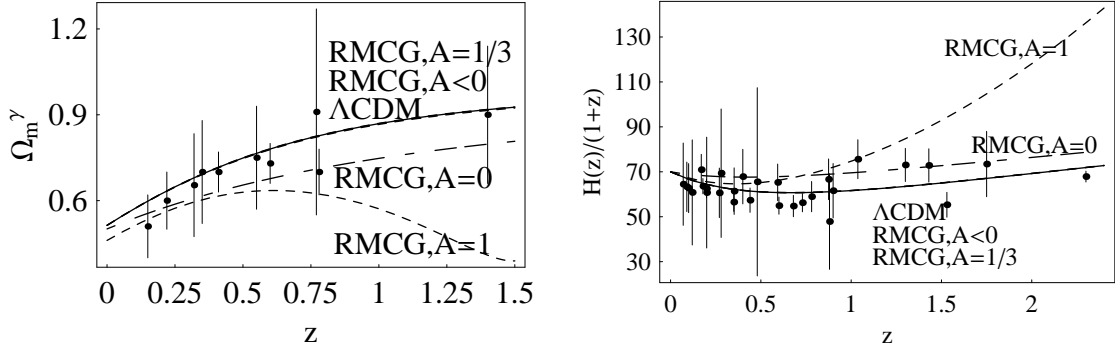 1.2
0.9
0.6
Ωₘ^γ
RMCG,A=1/3
RMCG,A<0
ΛCDM
RMCG,A=0
RMCG,A=1
0 0.25 0.5 0.75 1 1.25 1.5
z
130
110
90
70
50
30
H(z)/(1+z)
RMCG,A=1
RMCG,A=0
ΛCDM
RMCG,A<0
RMCG,A=1/3
0 0.5 1 1.5 2
z